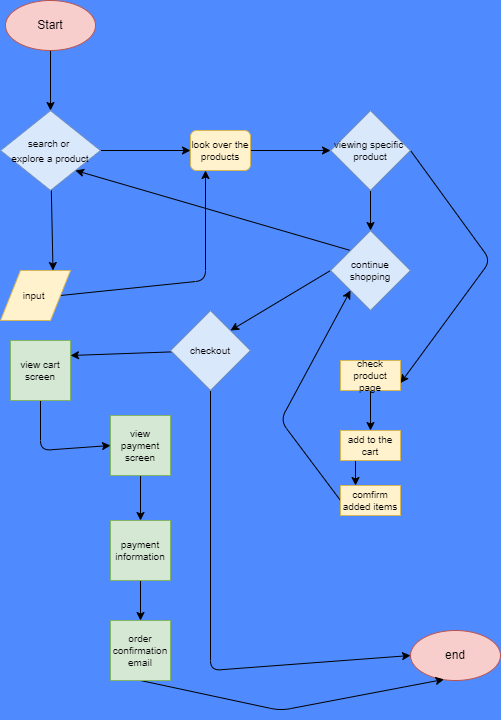 Start
search or
explore a product
look over the
products
viewing specific
product
continue
shopping
input
checkout
view cart
screen
check
product
page
view
payment
screen
add to the
cart
comfirm
added items
payment
information
order
confirmation
email
end